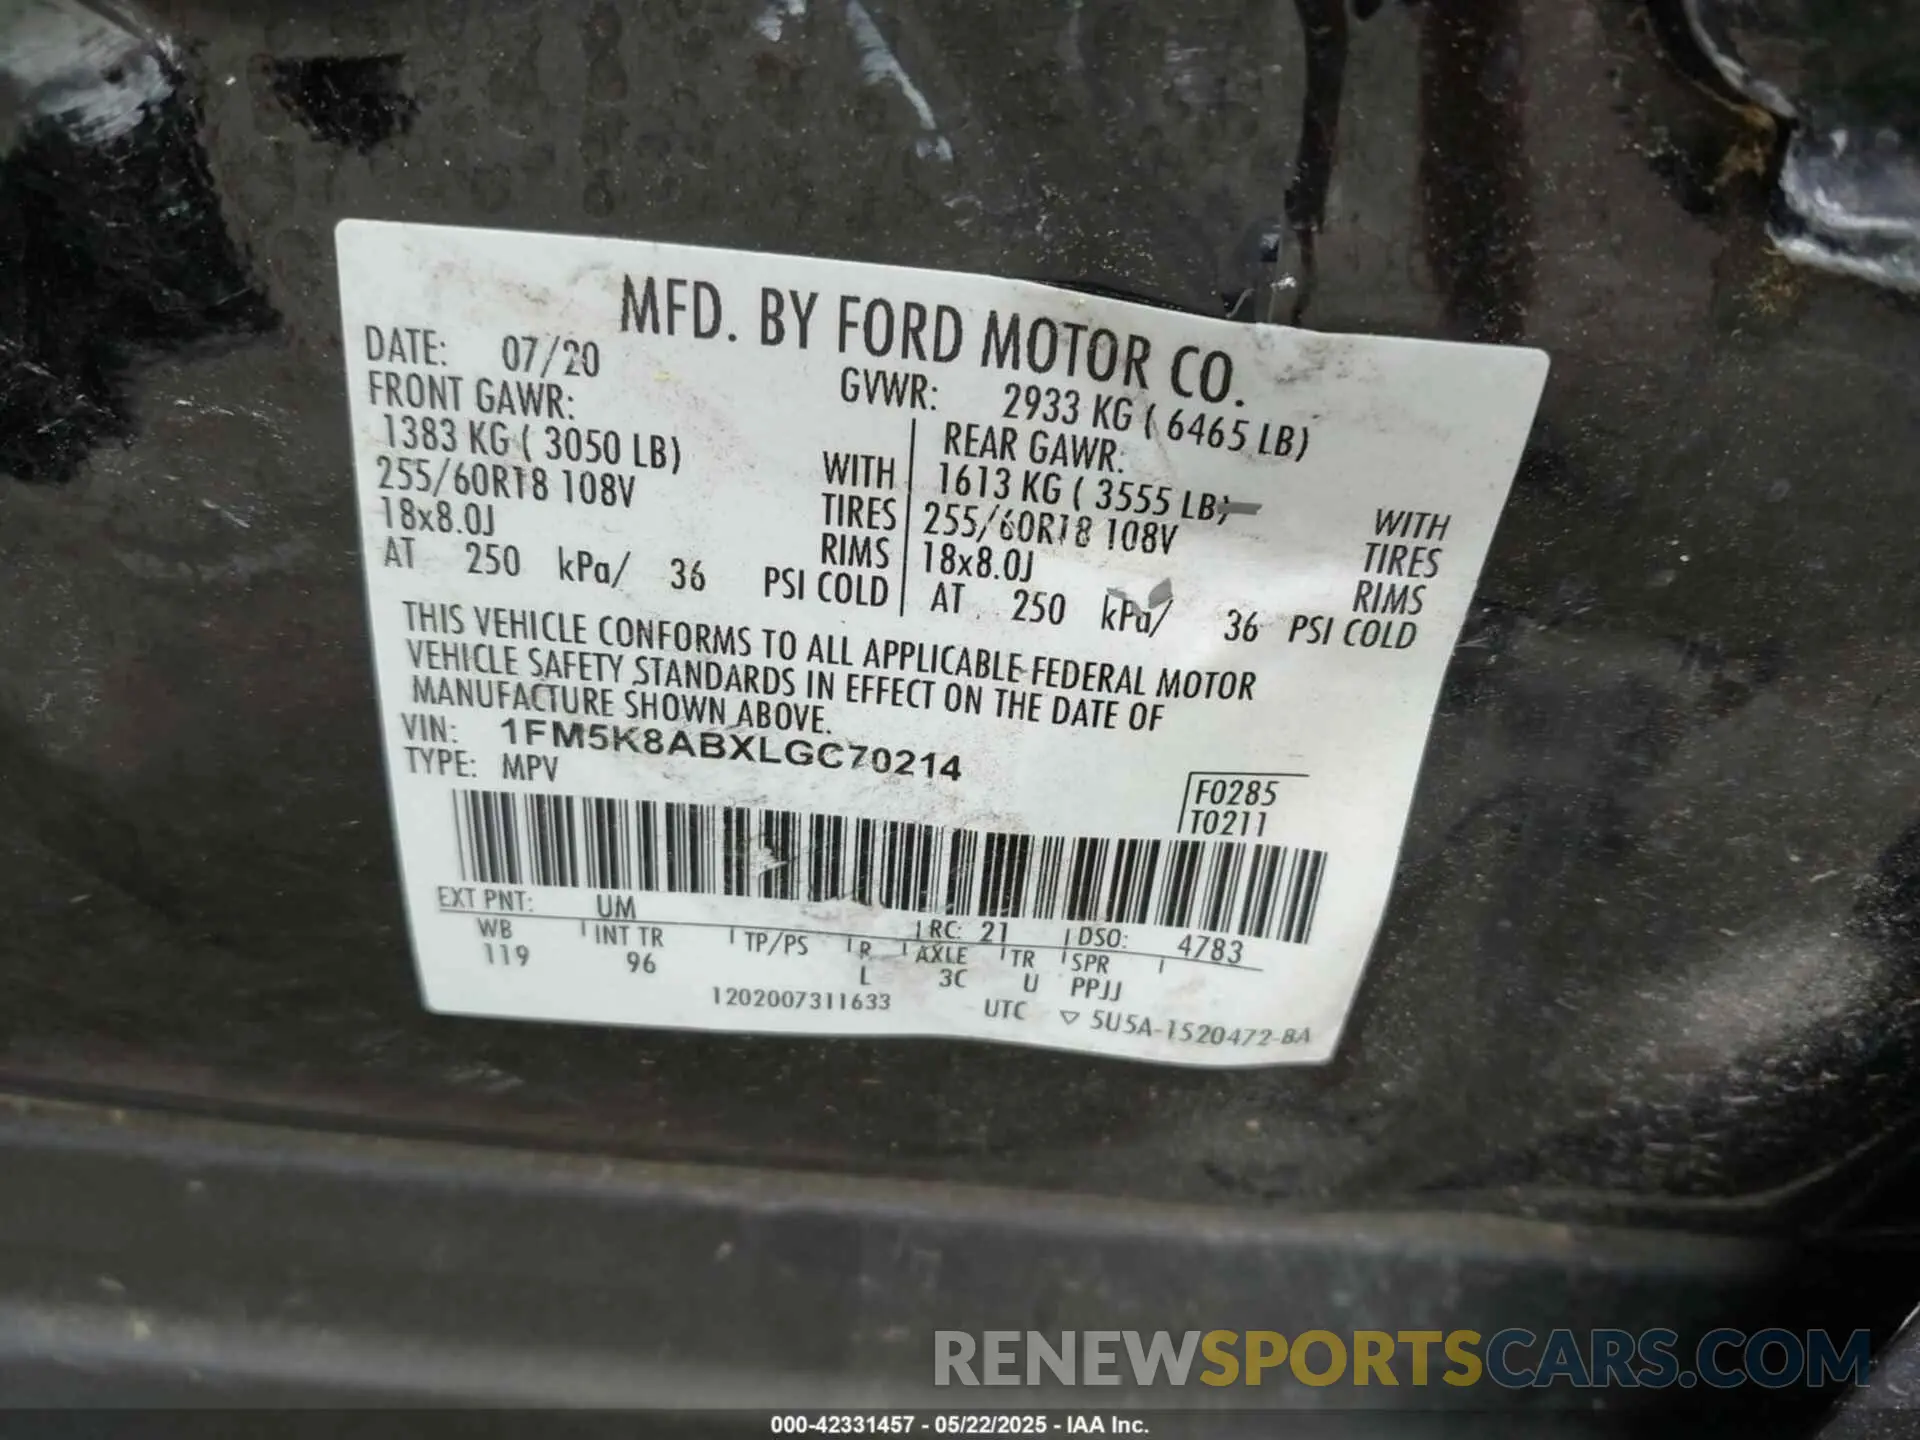 MFD. BY FORD MOTOR CO.
DATE: 07/20 GVWR: 2933 KG ( 6465 LB)
FRONT GAWR: REAR GAWR:
1383 KG ( 3050 LB) WITH 1613 KG ( 3555 LB) WITH
255/60R18 108V TIRES 255/60R18 108V TIRES
18x8.0J RIMS 18x8.0J RIMS
AT 250 kPa/ 36 PSI COLD AT 250 kPa/ 36 PSI COLD
THIS VEHICLE CONFORMS TO ALL APPLICABLE FEDERAL MOTOR
VEHICLE SAFETY STANDARDS IN EFFECT ON THE DATE OF
MANUFACTURE SHOWN ABOVE.
VIN: 1FM5K8ABXLGC70214
TYPE: MPV
F0285
T0211
EXT PNT: UM RC: 21 DSO: 4783
WB INT TR TP/PS R AXLE TR SPR
119 96 L 3C U PPJJ
1202007311633 UTC ▽ 5U5A-1520472-BA
RENEWSPORTSCARS.COM
000-42331457 - 05/22/2025 - IAA Inc.